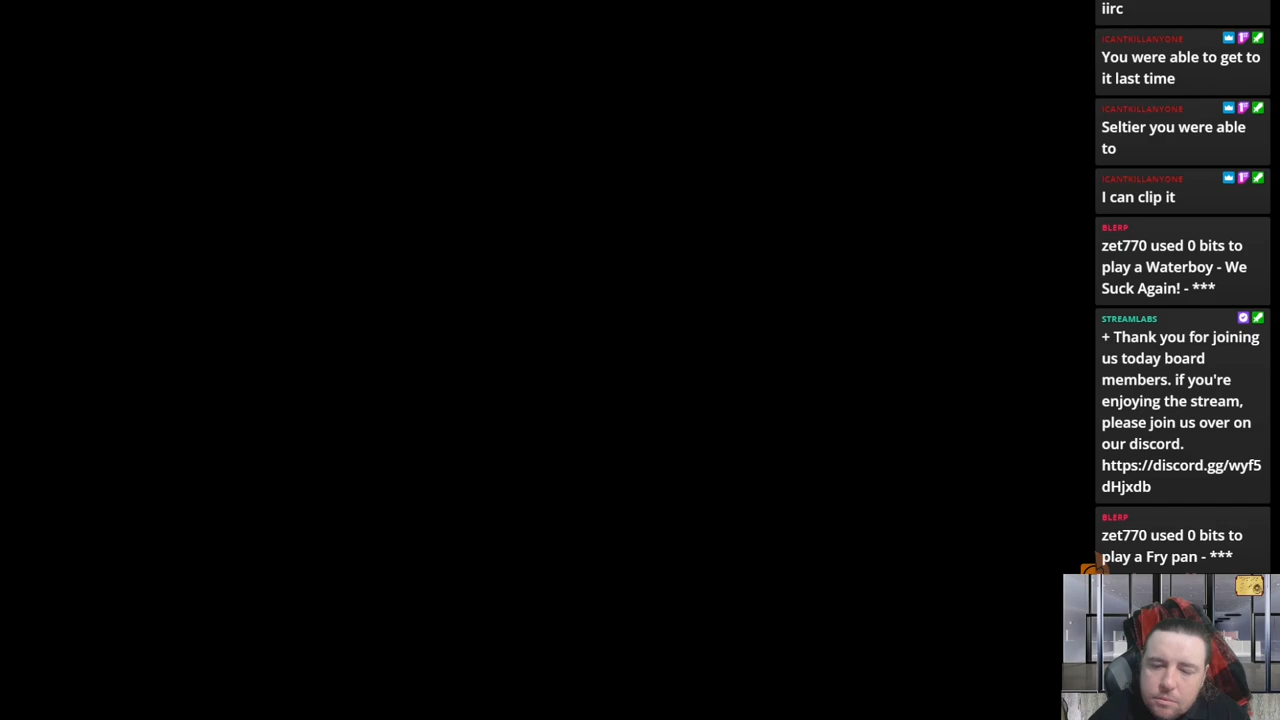 iirc
ICANTKILLANYONE
You were able to get to
it last time
ICANTKILLANYONE
Seltier you were able
to
ICANTKILLANYONE
I can clip it
BLERP
zet770 used 0 bits to
play a Waterboy - We
Suck Again! - ***
STREAMLABS
+ Thank you for joining
us today board
members. if you're
enjoying the stream,
please join us over on
our discord.
https://discord.gg/wyf5
dHjxdb
BLERP
zet770 used 0 bits to
play a Fry pan - ***